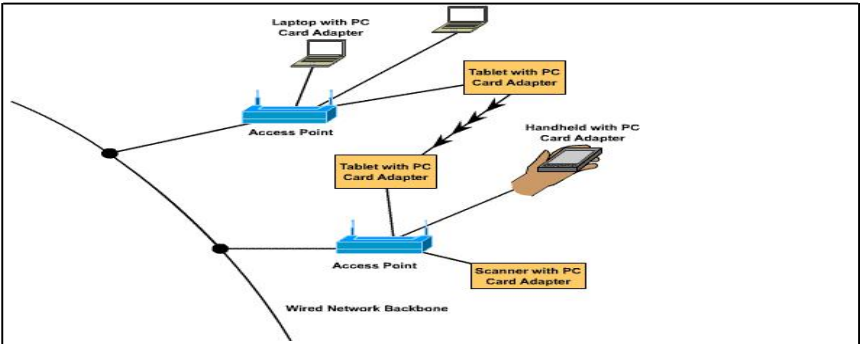 Laptop with PC
Card Adapter
Tablet with PC
Card Adapter
Access Point
Handheld with PC
Card Adapter
Tablet with PC
Card Adapter
Access Point
Scanner with PC
Card Adapter
Wired Network Backbone